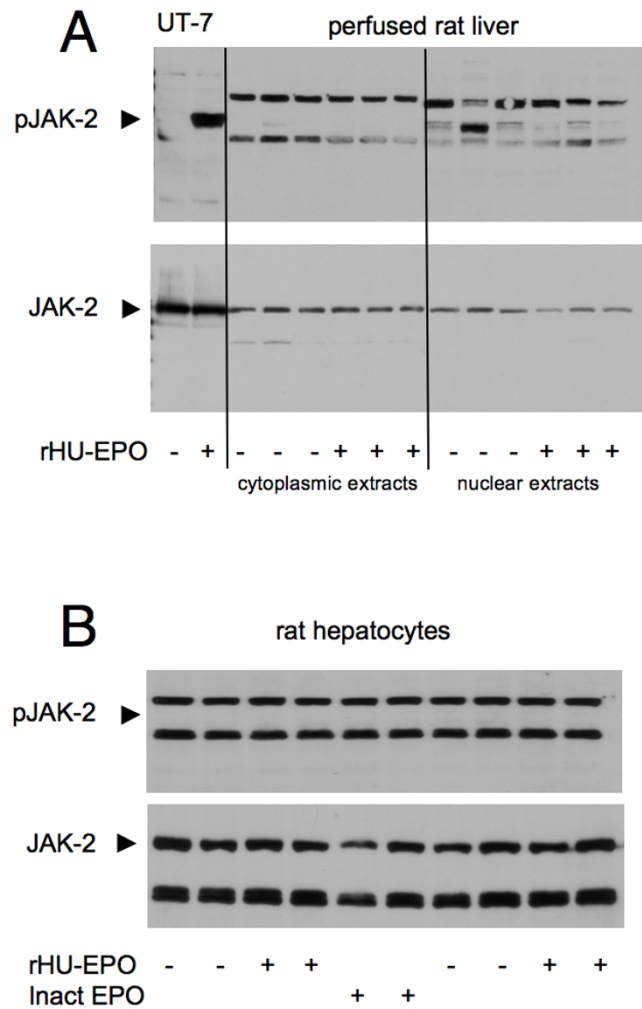 A
UT-7
perfused rat liver
pJAK-2 ►
JAK-2 ►
rHU-EPO - + - - - + + + - - - + + +
cytoplasmic extracts nuclear extracts
B
rat hepatocytes
pJAK-2 ►
JAK-2 ►
rHU-EPO - - + + - - + +
Inact EPO + +